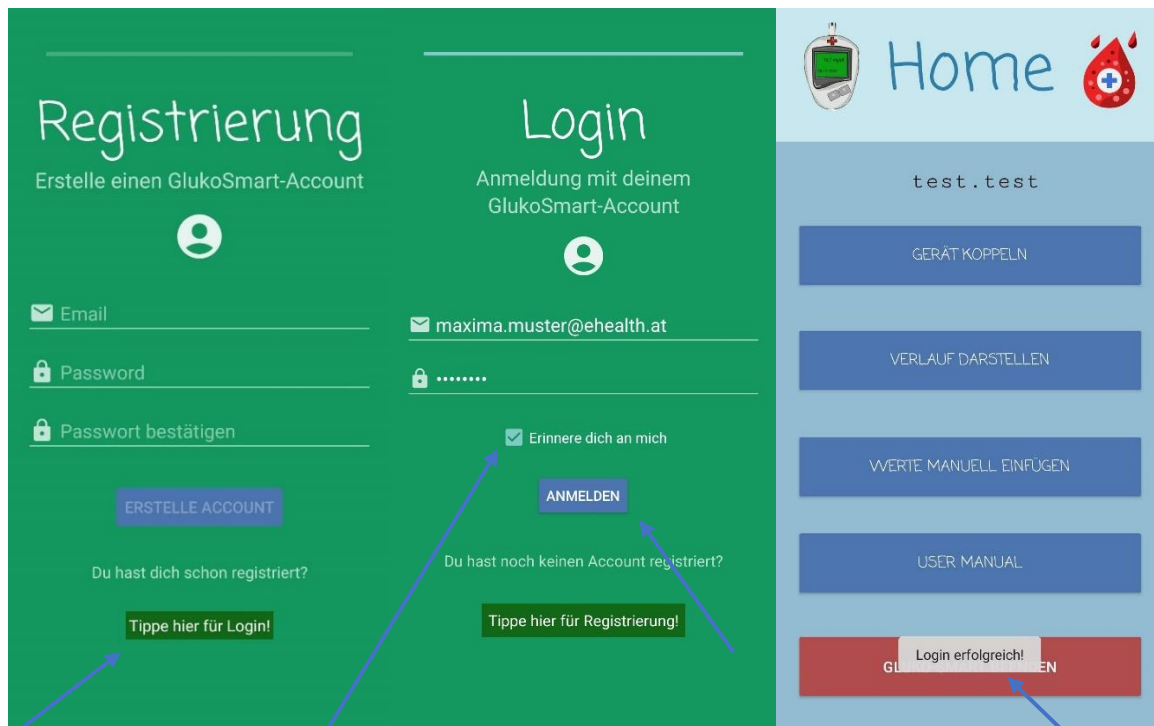 Registrierung
Erstelle einen GlukoSmart-Account
Email
Password
Passwort bestätigen
ERSTELLE ACCOUNT
Du hast dich schon registriert?
Tippe hier für Login!
Login
Anmeldung mit deinem
GlukoSmart-Account
maxima.muster@ehealth.at
••••••••
Erinnere dich an mich
ANMELDEN
Du hast noch keinen Account registriert?
Tippe hier für Registrierung!
Home
test.test
GERÄT KOPPELN
VERLAUF DARSTELLEN
WERTE MANUELL EINFÜGEN
USER MANUAL
Login erfolgreich!